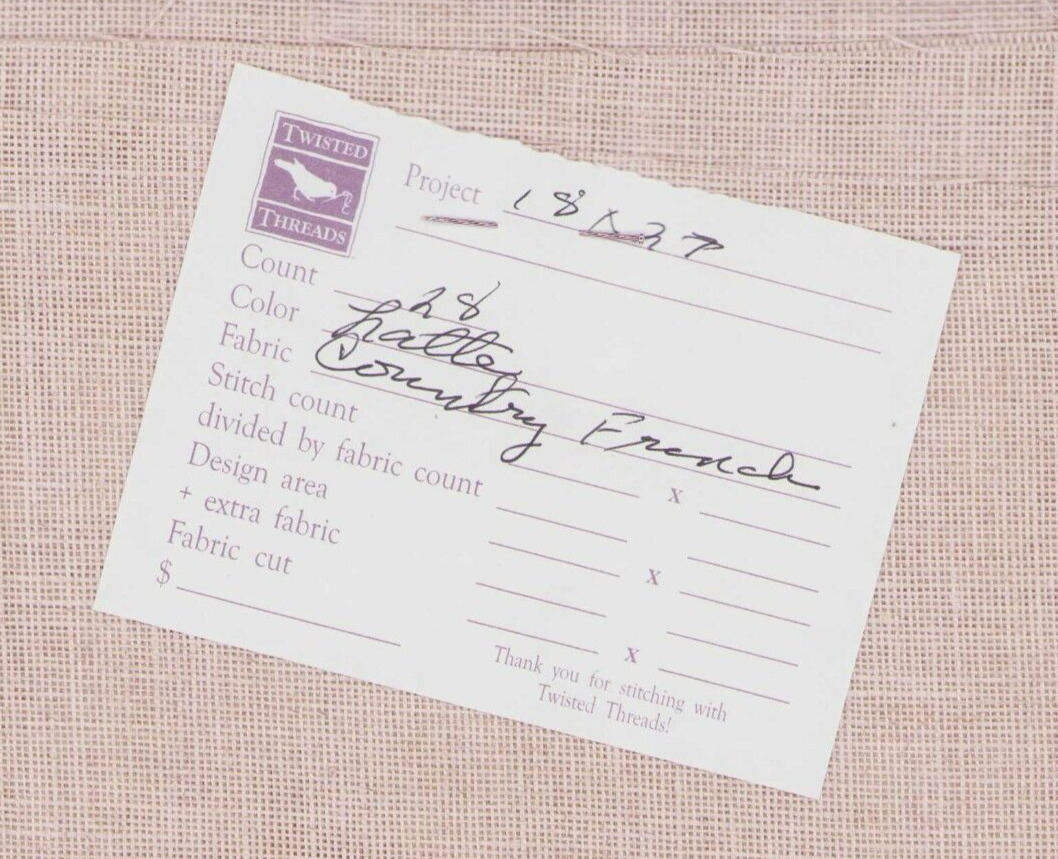 TWISTED
THREADS
Project 18x27
Count 28
Color Latte
Fabric Country French
Stitch count
divided by fabric count x
Design area
+ extra fabric x
Fabric cut
$ x
Thank you for stitching with
Twisted Threads!